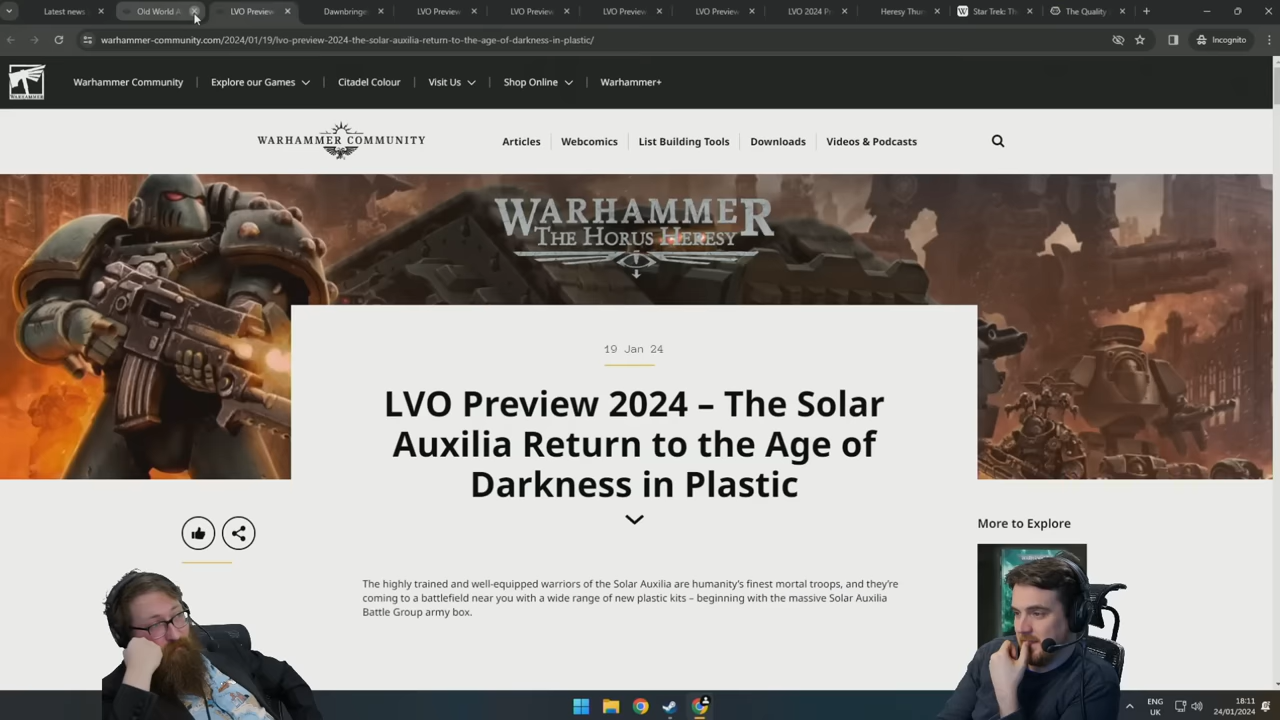 Latest news
Old World A
LVO Preview
Dawnbringe
LVO Preview
LVO Preview
LVO Preview
LVO Preview
LVO 2024 P
Heresy Thu
Star Trek: Th
The Quality
warhammer-community.com/2024/01/19/lvo-preview-2024-the-solar-auxilia-return-to-the-age-of-darkness-in-plastic/
Incognito
WARHAMMER
Warhammer Community
Explore our Games
Citadel Colour
Visit Us
Shop Online
Warhammer+
WARHAMMER COMMUNITY
Articles
Webcomics
List Building Tools
Downloads
Videos & Podcasts
WARHAMMER
THE HORUS HERESY
19 Jan 24
LVO Preview 2024 – The Solar
Auxilia Return to the Age of
Darkness in Plastic
More to Explore
The highly trained and well-equipped warriors of the Solar Auxilia are humanity's finest mortal troops, and they're
coming to a battlefield near you with a wide range of new plastic kits – beginning with the massive Solar Auxilia
Battle Group army box.
ENG
UK
18:11
24/01/2024